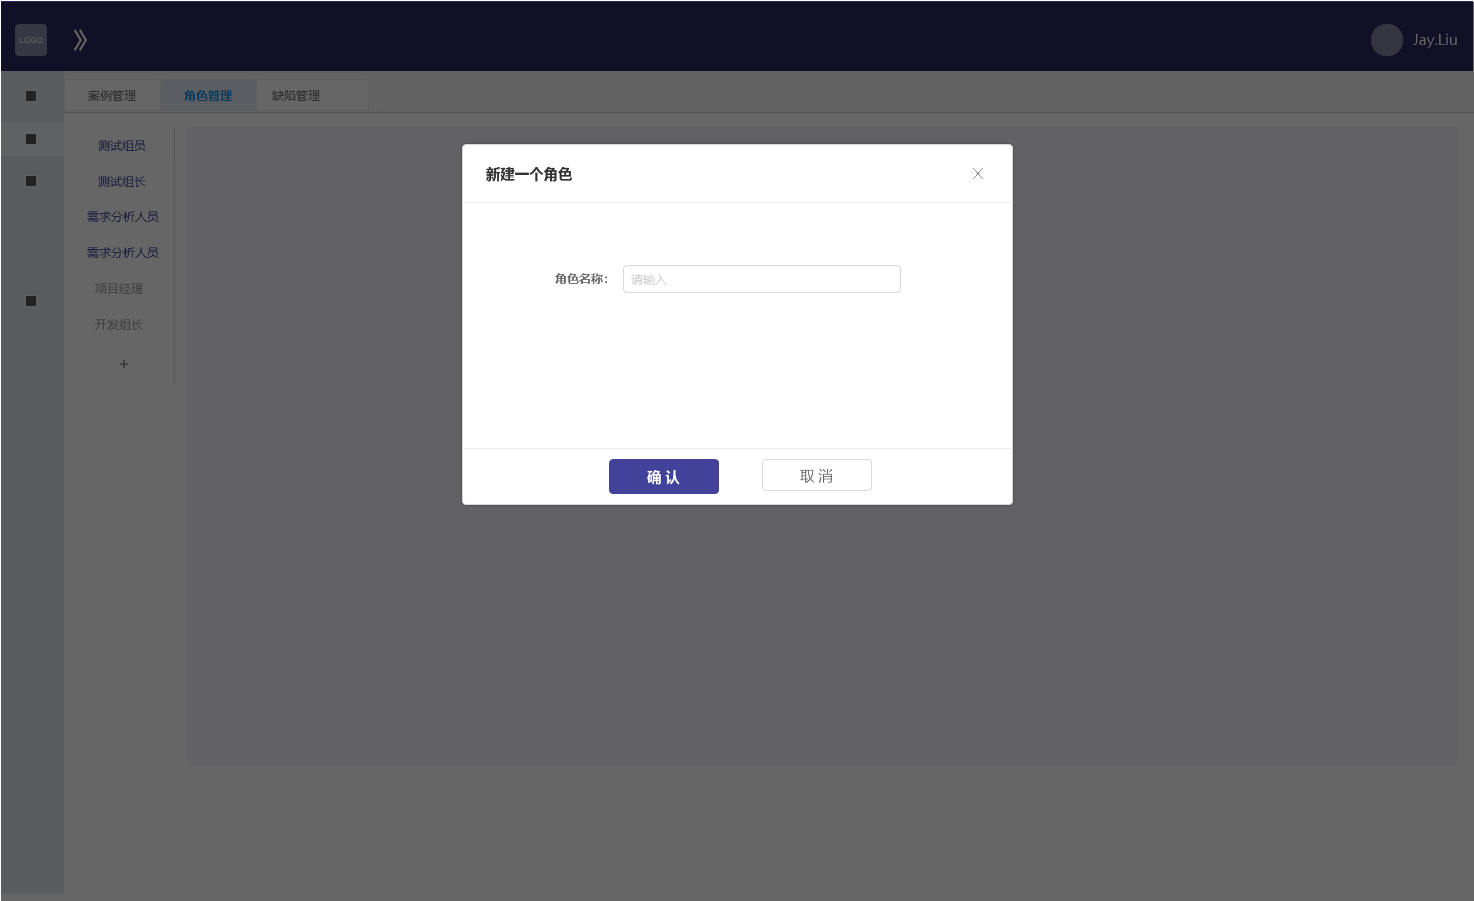 LOGO
Jay.Liu
案例管理
角色管理
缺陷管理
测试组员
测试组长
需求分析人员
需求分析人员
项目经理
开发组长
+
新建一个角色
角色名称：
请输入
确 认
取 消